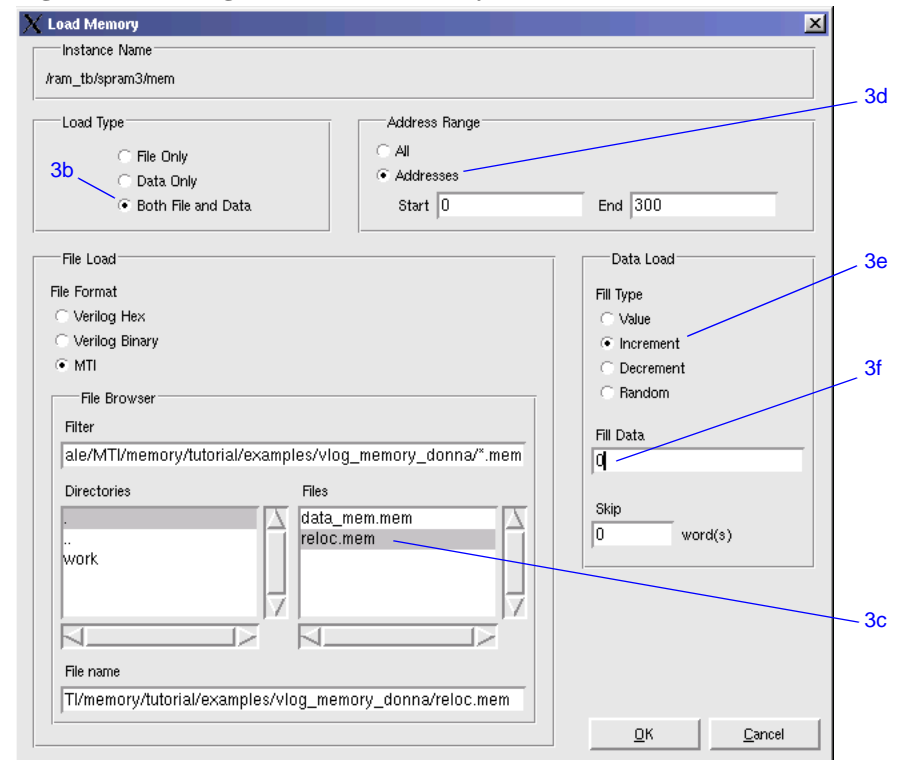 Load Memory
Instance Name
/ram_tb/spram3/mem
3d
Load Type
Address Range
File Only
All
3b
Data Only
Addresses
Both File and Data
Start 0
End 300
File Load
Data Load
3e
File Format
Fill Type
Verilog Hex
Value
Verilog Binary
Increment
MTI
Decrement
3f
Random
File Browser
Filter
Fill Data
ale/MTI/memory/tutorial/examples/vlog_memory_donna/*.mem
0
Directories
Files
Skip
.
data_mem.mem
0 word(s)
..
reloc.mem
work
3c
File name
TI/memory/tutorial/examples/vlog_memory_donna/reloc.mem
OK
Cancel